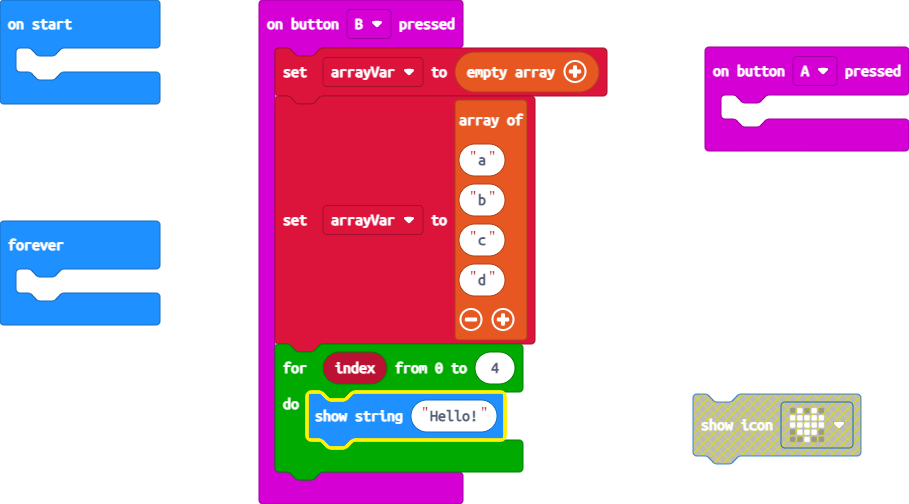 on start
on button B pressed
set arrayVar to empty array
on button A pressed
array of
"a"
"b"
set arrayVar to
"c"
"d"
forever
for index from 0 to 4
do
show string "Hello!"
show icon